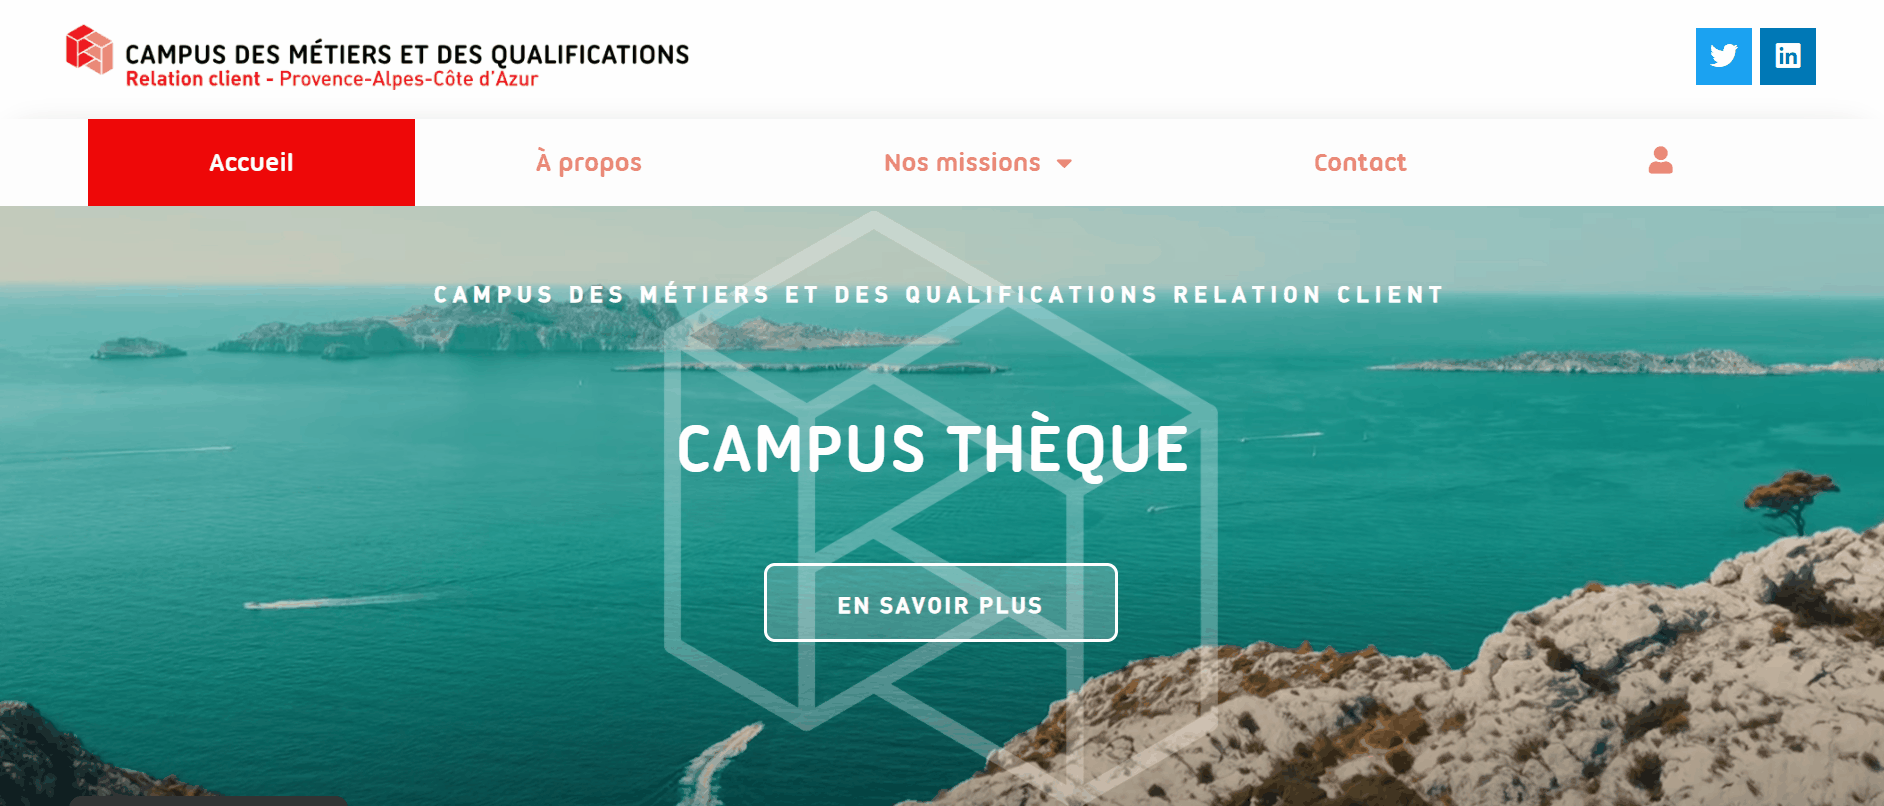 CAMPUS DES MÉTIERS ET DES QUALIFICATIONS
Relation client - Provence-Alpes-Côte d'Azur
Accueil
À propos
Nos missions
Contact
CAMPUS DES MÉTIERS ET DES QUALIFICATIONS RELATION CLIENT
CAMPUS THÈQUE
EN SAVOIR PLUS